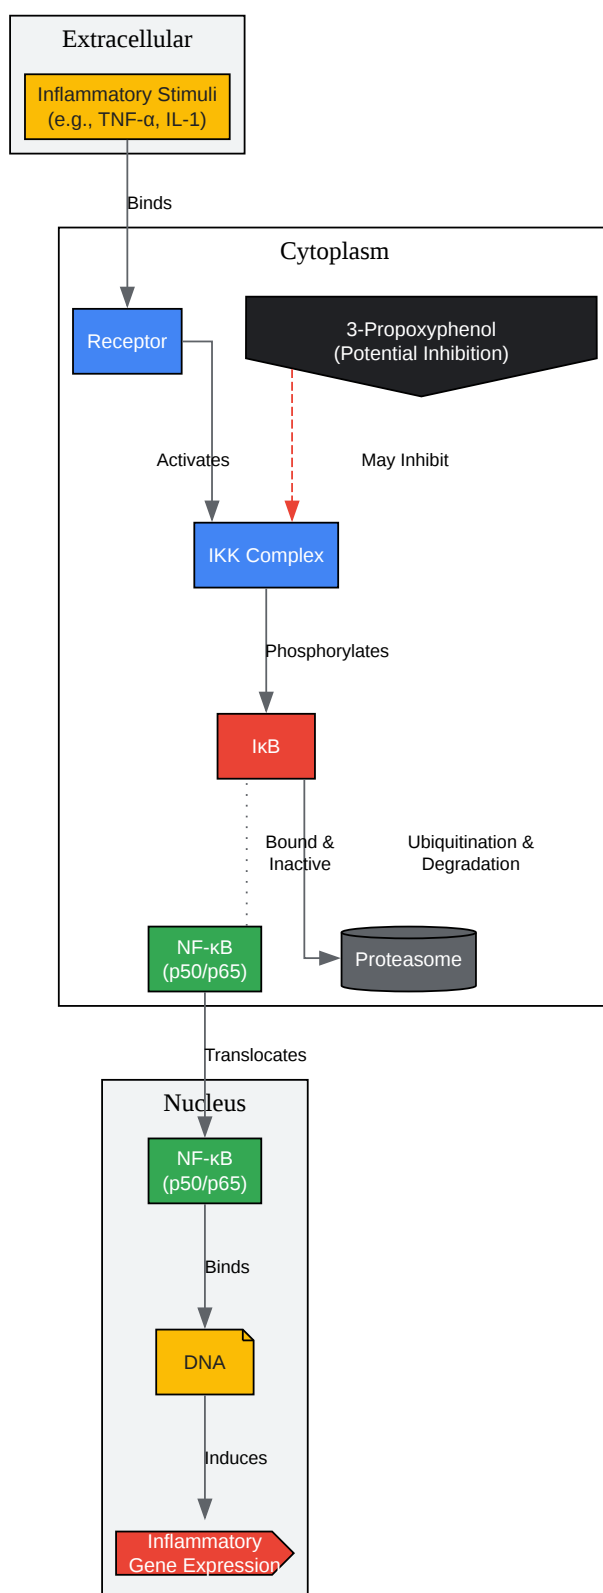 Extracellular
Inflammatory Stimuli
(e.g., TNF-α, IL-1)
Binds
Cytoplasm
Receptor
3-Propoxyphenol
(Potential Inhibition)
Activates
May Inhibit
IKK Complex
Phosphorylates
IκB
Bound &
Inactive
Ubiquitination &
Degradation
NF-κB
(p50/p65)
Proteasome
Translocates
Nucleus
NF-κB
(p50/p65)
Binds
DNA
Induces
Inflammatory
Gene Expression